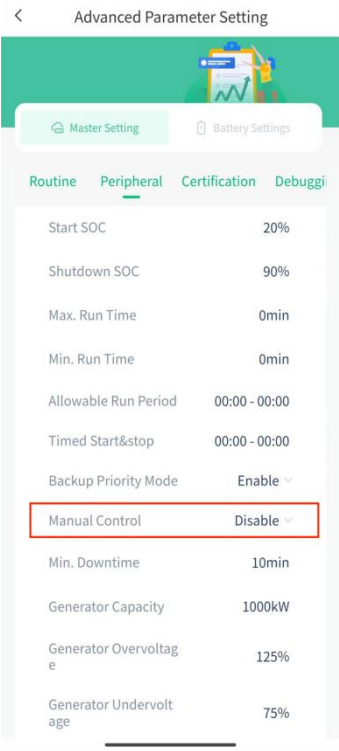 Advanced Parameter Setting
Master Setting Battery Settings
Routine Peripheral Certification Debuggi
Start SOC 20%
Shutdown SOC 90%
Max. Run Time 0min
Min. Run Time 0min
Allowable Run Period 00:00 - 00:00
Timed Start&stop 00:00 - 00:00
Backup Priority Mode Enable
Manual Control Disable
Min. Downtime 10min
Generator Capacity 1000kW
Generator Overvoltag
e 125%
Generator Undervolt
age 75%